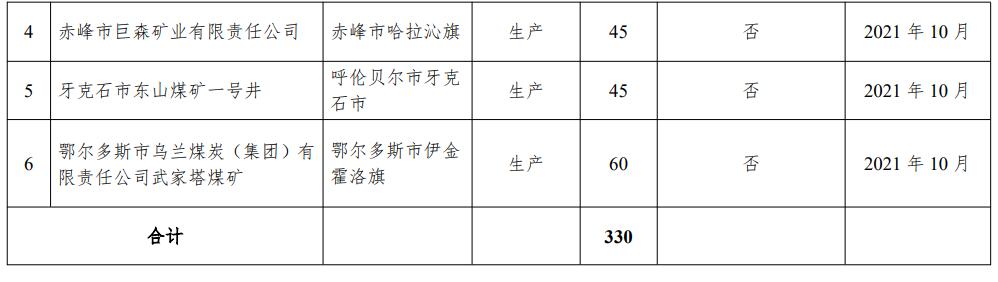 4 赤峰市巨森矿业有限责任公司 赤峰市哈拉沁旗 生产 45 否 2021 年 10 月
5 牙克石市东山煤矿一号井 呼伦贝尔市牙克
石市 生产 45 否 2021 年 10 月
6 鄂尔多斯市乌兰煤炭（集团）有
限责任公司武家塔煤矿 鄂尔多斯市伊金
霍洛旗 生产 60 否 2021 年 10 月
合计 330